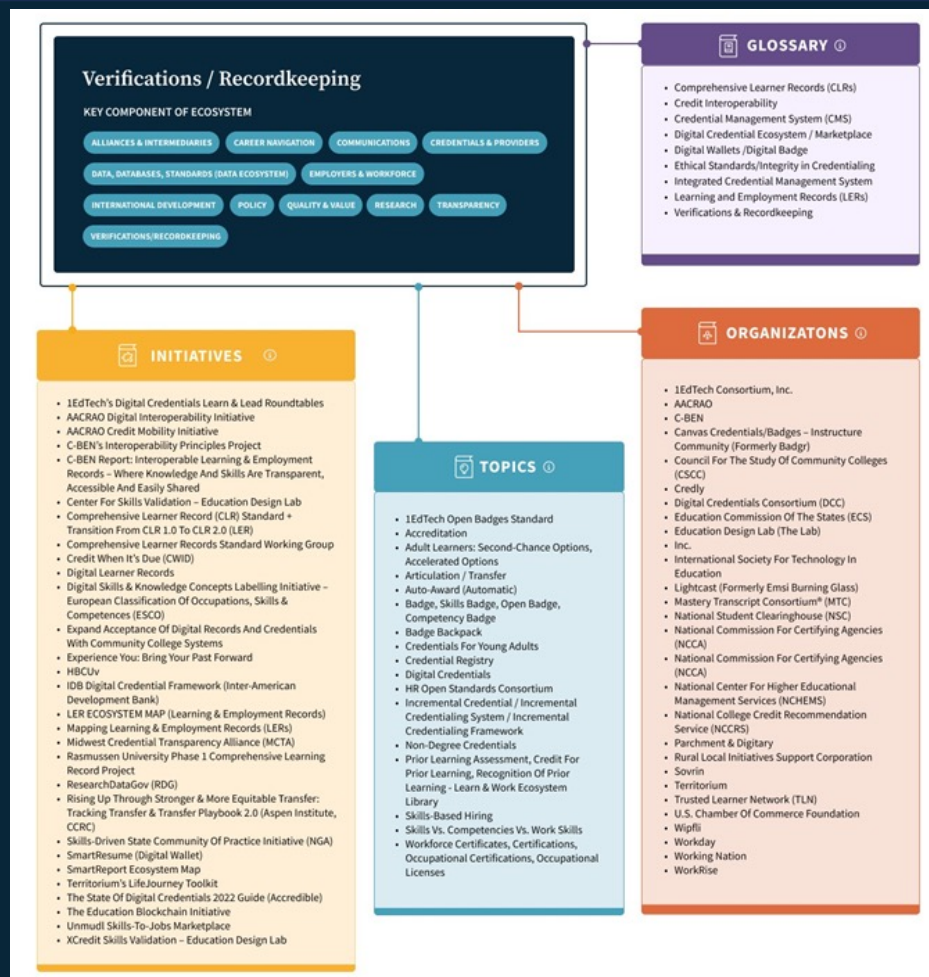 Verifications / Recordkeeping
KEY COMPONENT OF ECOSYSTEM
ALLIANCES & INTERMEDIARIES
CAREER NAVIGATION
COMMUNICATIONS
CREDENTIALS & PROVIDERS
DATA, DATABASES, STANDARDS (DATA ECOSYSTEM)
EMPLOYERS & WORKFORCE
INTERNATIONAL DEVELOPMENT
POLICY
QUALITY & VALUE
RESEARCH
TRANSPARENCY
VERIFICATIONS/RECORDKEEPING
GLOSSARY
• Comprehensive Learner Records (CLRs)
• Credit Interoperability
• Credential Management System (CMS)
• Digital Credential Ecosystem / Marketplace
• Digital Wallets /Digital Badge
• Ethical Standards/Integrity in Credentialing
• Integrated Credential Management System
• Learning and Employment Records (LERs)
• Verifications & Recordkeeping
INITIATIVES
• 1EdTech's Digital Credentials Learn & Lead Roundtables
• AACRAO Digital Interoperability Initiative
• AACRAO Credit Mobility Initiative
• C-BEN's Interoperability Principles Project
• C-BEN Report: Interoperable Learning & Employment
Records – Where Knowledge And Skills Are Transparent,
Accessible And Easily Shared
• Center For Skills Validation – Education Design Lab
• Comprehensive Learner Record (CLR) Standard +
Transition From CLR 1.0 To CLR 2.0 (LER)
• Comprehensive Learner Records Standard Working Group
• Credit When It's Due (CWID)
• Digital Learner Records
• Digital Skills & Knowledge Concepts Labelling Initiative –
European Classification Of Occupations, Skills &
Competences (ESCO)
• Expand Acceptance Of Digital Records And Credentials
With Community College Systems
• Experience You: Bring Your Past Forward
• HBCUv
• IDB Digital Credential Framework (Inter-American
Development Bank)
• LER ECOSYSTEM MAP (Learning & Employment Records)
• Mapping Learning & Employment Records (LERs)
• Midwest Credential Transparency Alliance (MCTA)
• Rasmussen University Phase 1 Comprehensive Learning
Record Project
• ResearchDataGov (RDG)
• Rising Up Through Stronger & More Equitable Transfer:
Tracking Transfer & Transfer Playbook 2.0 (Aspen Institute,
CCRC)
• Skills-Driven State Community Of Practice Initiative (NGA)
• SmartResume (Digital Wallet)
• SmartReport Ecosystem Map
• Territorium's LifeJourney Toolkit
• The State Of Digital Credentials 2022 Guide (Accredible)
• The Education Blockchain Initiative
• Unmudl Skills-To-Jobs Marketplace
• XCredit Skills Validation – Education Design Lab
TOPICS
• 1EdTech Open Badges Standard
• Accreditation
• Adult Learners: Second-Chance Options,
Accelerated Options
• Articulation / Transfer
• Auto-Award (Automatic)
• Badge, Skills Badge, Open Badge,
Competency Badge
• Badge Backpack
• Credentials For Young Adults
• Credential Registry
• Digital Credentials
• HR Open Standards Consortium
• Incremental Credential / Incremental
Credentialing System / Incremental
Credentialing Framework
• Non-Degree Credentials
• Prior Learning Assessment, Credit For
Prior Learning, Recognition Of Prior
Learning - Learn & Work Ecosystem
Library
• Skills-Based Hiring
• Skills Vs. Competencies Vs. Work Skills
• Workforce Certificates, Certifications,
Occupational Certifications, Occupational
Licenses
ORGANIZATONS
• 1EdTech Consortium, Inc.
• AACRAO
• C-BEN
• Canvas Credentials/Badges – Instructure
Community (Formerly Badgr)
• Council For The Study Of Community Colleges
(CSCC)
• Credly
• Digital Credentials Consortium (DCC)
• Education Commission Of The States (ECS)
• Education Design Lab (The Lab)
• Inc.
• International Society For Technology In
Education
• Lightcast (Formerly Emsi Burning Glass)
• Mastery Transcript Consortium® (MTC)
• National Student Clearinghouse (NSC)
• National Commission For Certifying Agencies
(NCCA)
• National Commission For Certifying Agencies
(NCCA)
• National Center For Higher Educational
Management Services (NCHEMS)
• National College Credit Recommendation
Service (NCCRS)
• Parchment & Digitary
• Rural Local Initiatives Support Corporation
• Sovrin
• Territorium
• Trusted Learner Network (TLN)
• U.S. Chamber Of Commerce Foundation
• Wipfli
• Workday
• Working Nation
• WorkRise